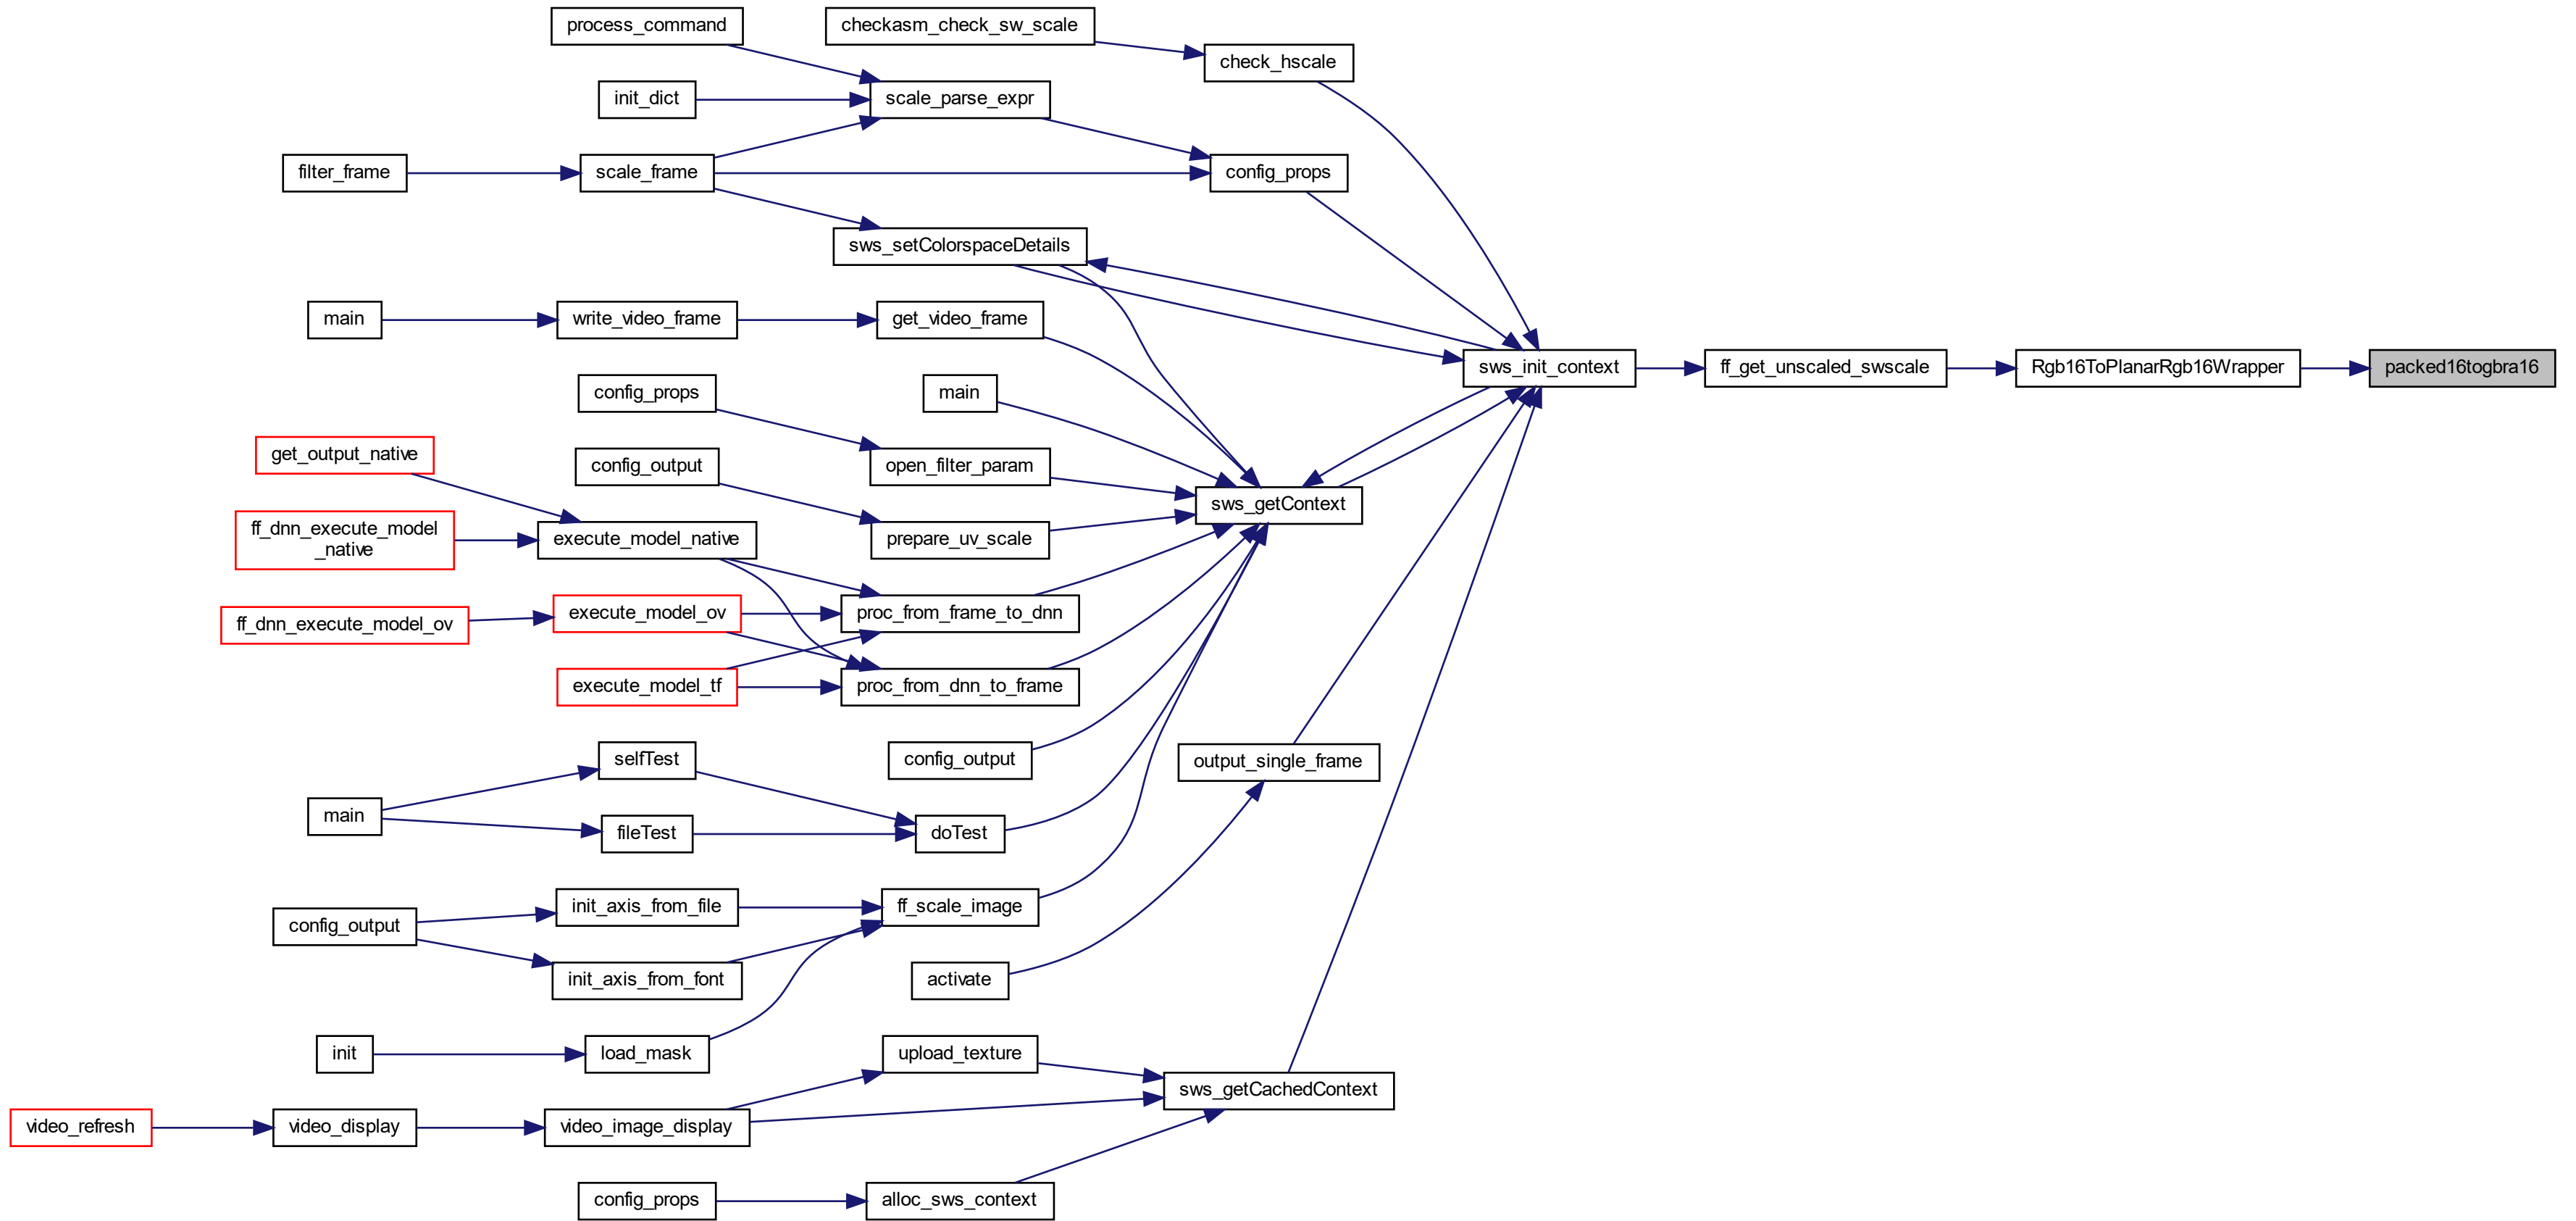 process_command
checkasm_check_sw_scale
check_hscale
init_dict
scale_parse_expr
filter_frame
scale_frame
config_props
sws_setColorspaceDetails
main
write_video_frame
get_video_frame
sws_init_context
ff_get_unscaled_swscale
Rgb16ToPlanarRgb16Wrapper
packed16togbra16
config_props
main
get_output_native
config_output
open_filter_param
sws_getContext
ff_dnn_execute_model
_native
execute_model_native
prepare_uv_scale
ff_dnn_execute_model_ov
execute_model_ov
proc_from_frame_to_dnn
execute_model_tf
proc_from_dnn_to_frame
selfTest
config_output
output_single_frame
main
fileTest
doTest
config_output
init_axis_from_file
ff_scale_image
init_axis_from_font
activate
init
load_mask
upload_texture
sws_getCachedContext
video_refresh
video_display
video_image_display
config_props
alloc_sws_context